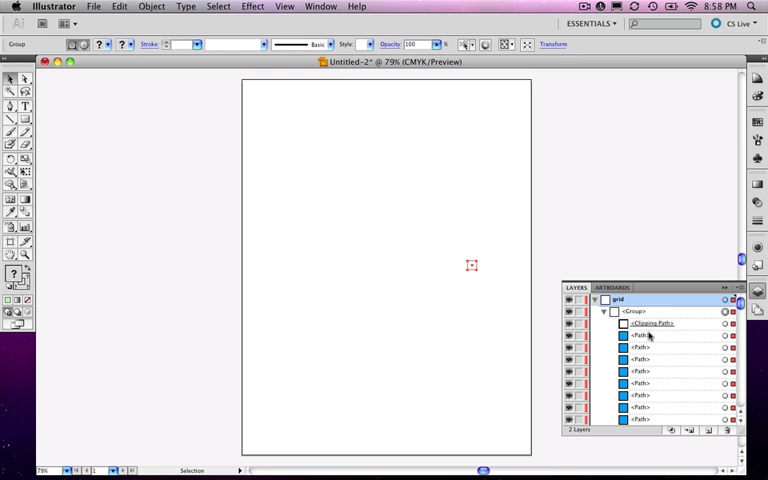 Illustrator File Edit Object Type Select Effect View Window Help 8:58 PM
Ai Br ESSENTIALS CS Live
Group ? ? Stroke: Basic Style: Opacity: 100 % Transform
Untitled-2* @ 79% (CMYK/Preview)
T
?
LAYERS ARTBOARDS
grid
<Group>
<Clipping Path>
<Path>
<Path>
<Path>
<Path>
<Path>
<Path>
<Path>
<Path>
2 Layers
79% 1 Selection